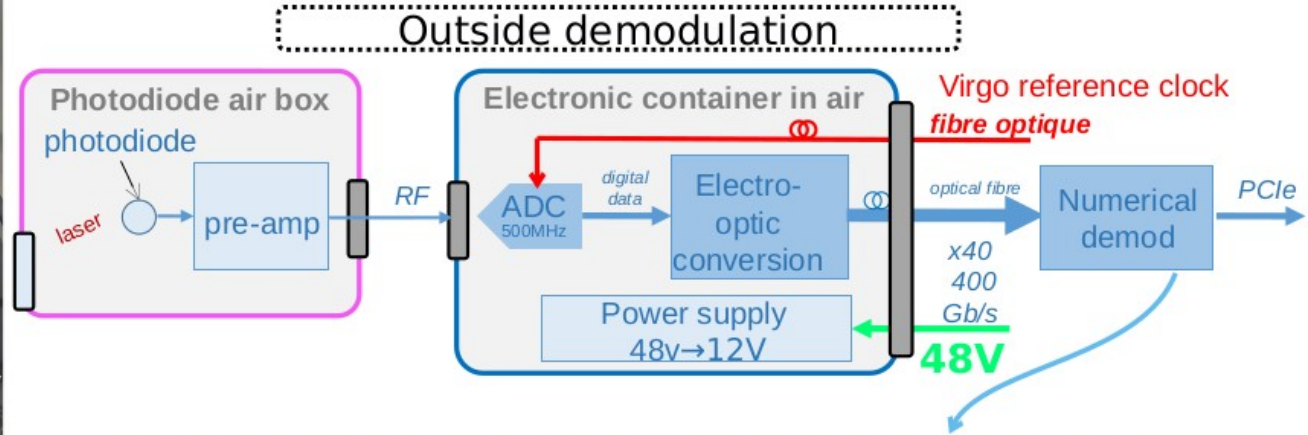 Outside demodulation
Photodiode air box
photodiode
laser
pre-amp
RF
Electronic container in air
ADC
500MHz
digital
data
Electro-
optic
conversion
Power supply
48v→12V
Virgo reference clock
fibre optique
optical fibre
x40
400
Gb/s
48V
Numerical
demod
PCIe